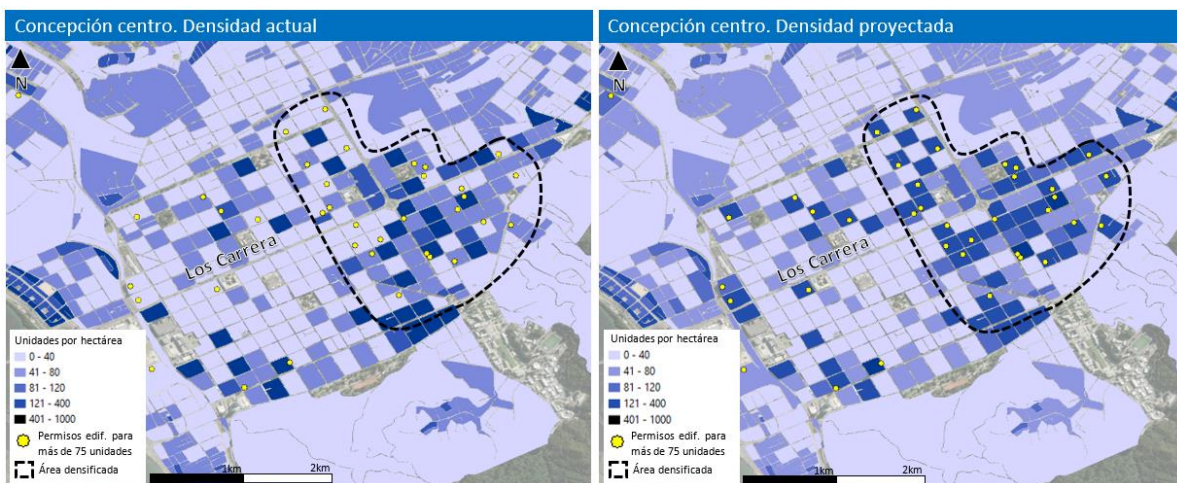 Concepción centro. Densidad actual
N
Los Carrera
Unidades por hectárea
0 - 40
41 - 80
81 - 120
121 - 400
401 - 1000
Permisos edif. para
más de 75 unidades
Área densificada
1km
2km
Concepción centro. Densidad proyectada
N
Los Carrera
Unidades por hectárea
0 - 40
41 - 80
81 - 120
121 - 400
401 - 1000
Permisos edif. para
más de 75 unidades
Área densificada
1km
2km